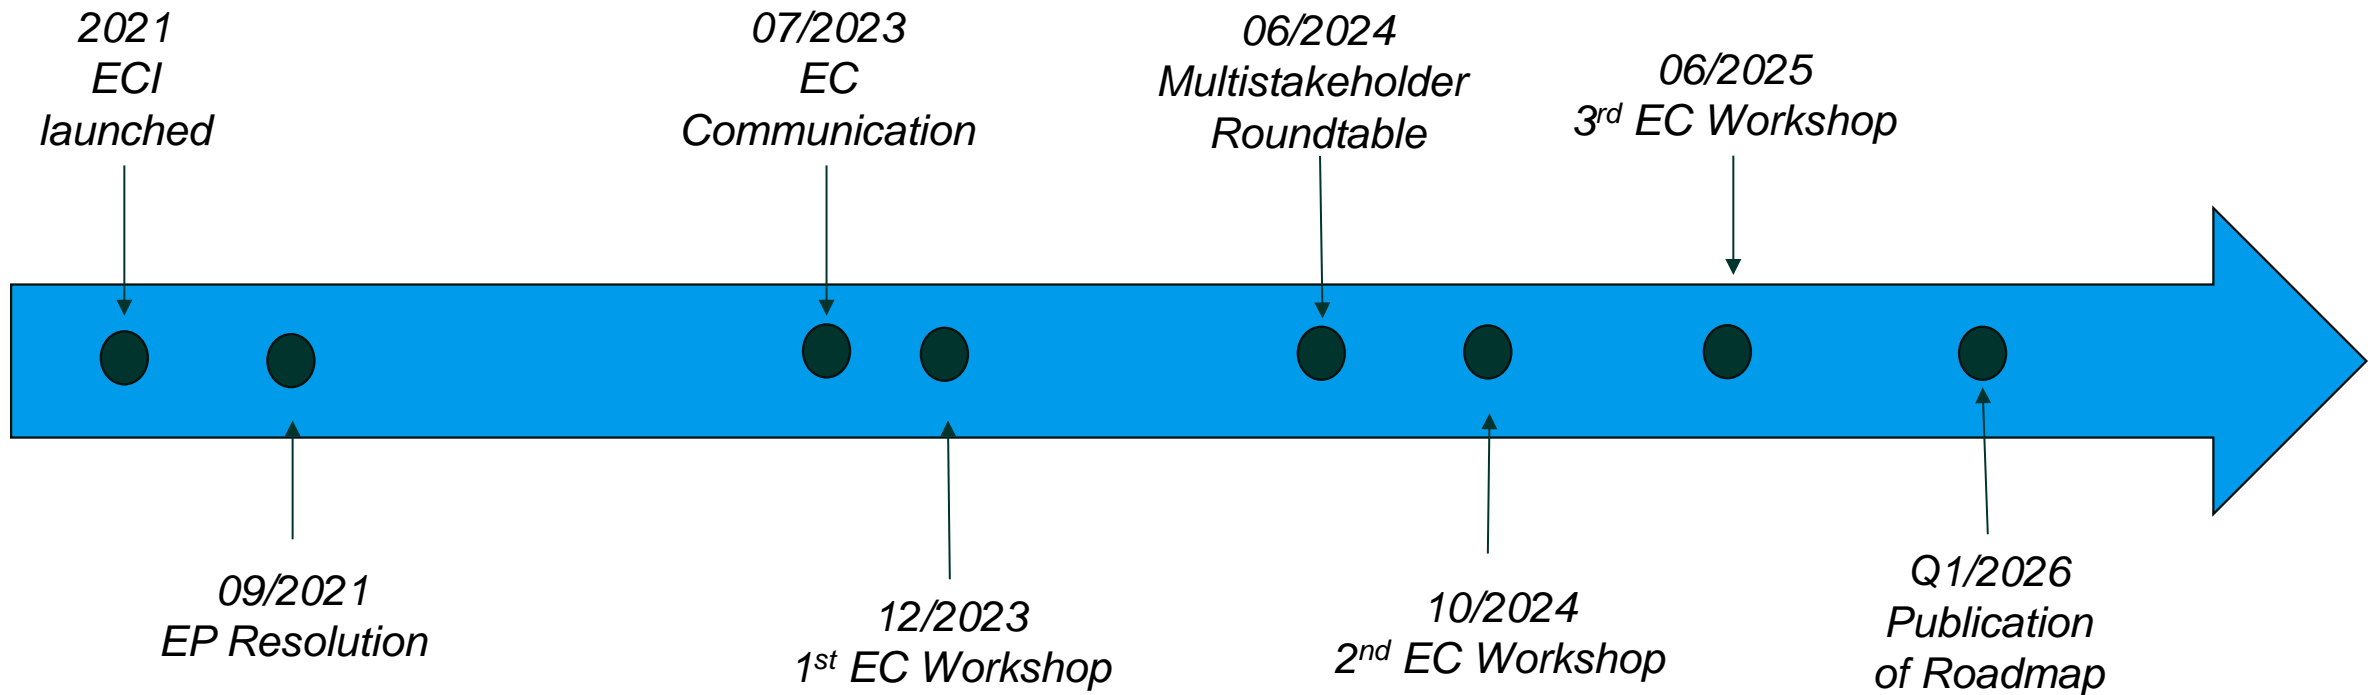 2021
ECI
launched
07/2023
EC
Communication
06/2024
Multistakeholder
Roundtable
06/2025
3rd EC Workshop
09/2021
EP Resolution
12/2023
1st EC Workshop
10/2024
2nd EC Workshop
Q1/2026
Publication
of Roadmap